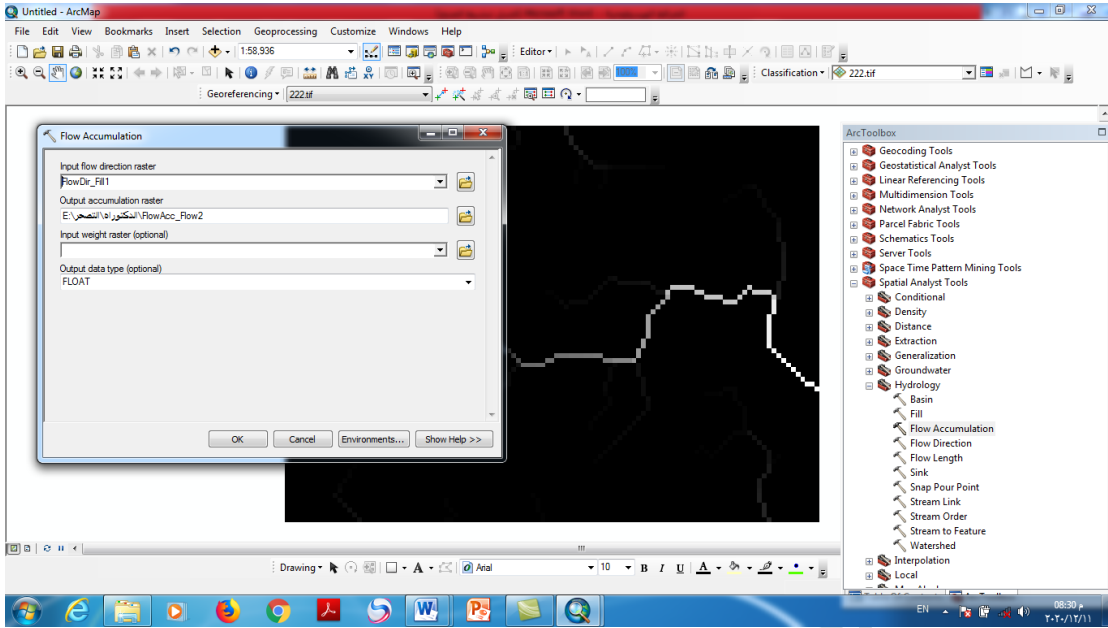 Untitled - ArcMap
File Edit View Bookmarks Insert Selection Geoprocessing Customize Windows Help
1:58,936 Editor
100% Classification 222.tif
Georeferencing 222.tif
Flow Accumulation
Input flow direction raster
FlowDir_Fill1
Output accumulation raster
E:\الدكتوراه\التصحر\FlowAcc_Flow2
Input weight raster (optional)
Output data type (optional)
FLOAT
OK Cancel Environments... Show Help >>
ArcToolbox
Geocoding Tools
Geostatistical Analyst Tools
Linear Referencing Tools
Multidimension Tools
Network Analyst Tools
Parcel Fabric Tools
Schematics Tools
Server Tools
Space Time Pattern Mining Tools
Spatial Analyst Tools
Conditional
Density
Distance
Extraction
Generalization
Groundwater
Hydrology
Basin
Fill
Flow Accumulation
Flow Direction
Flow Length
Sink
Snap Pour Point
Stream Link
Stream Order
Stream to Feature
Watershed
Interpolation
Local
Drawing A Arial 10 B I U A
EN 08:30 م
٢٠٢٠/١٢/١١